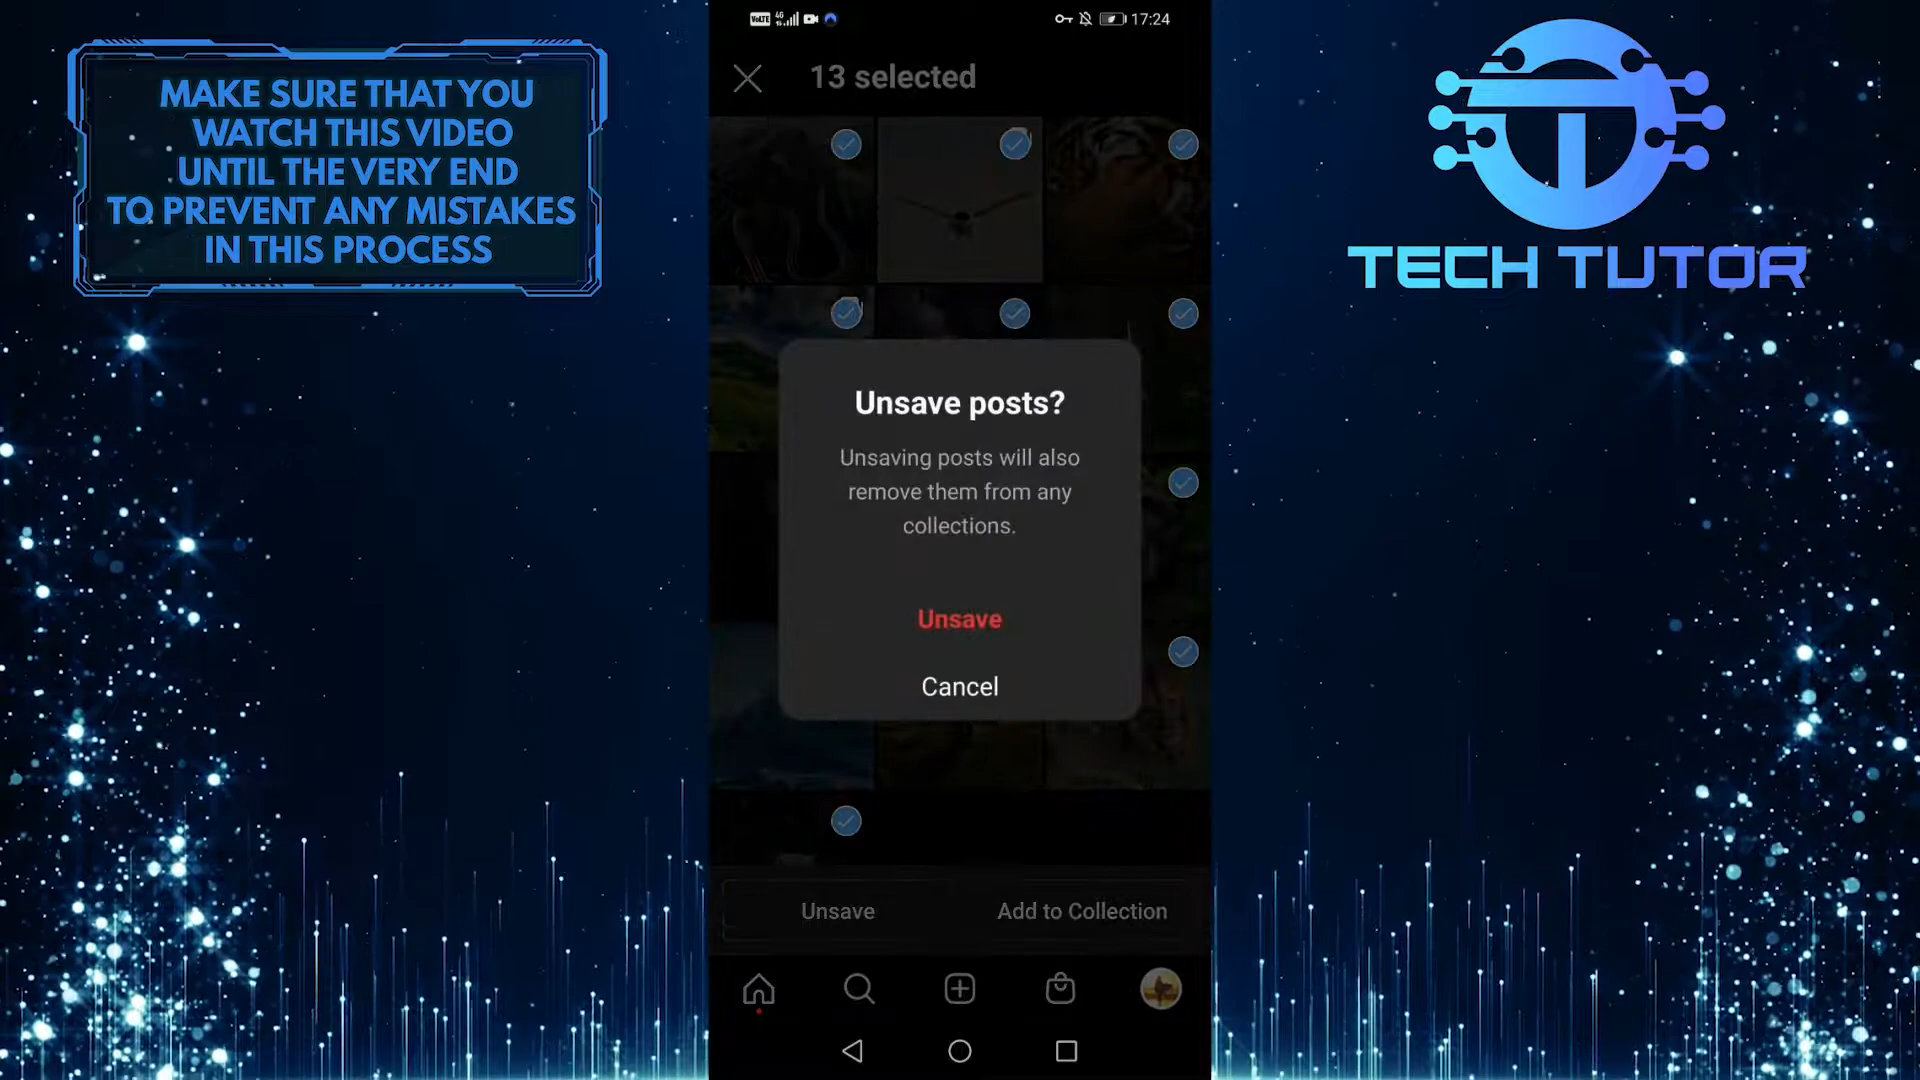 MAKE SURE THAT YOU
WATCH THIS VIDEO
UNTIL THE VERY END
TO PREVENT ANY MISTAKES
IN THIS PROCESS
VoLTE 4G 17:24
13 selected
Unsave posts?
Unsaving posts will also
remove them from any
collections.
Unsave
Cancel
Unsave Add to Collection
TECH TUTOR